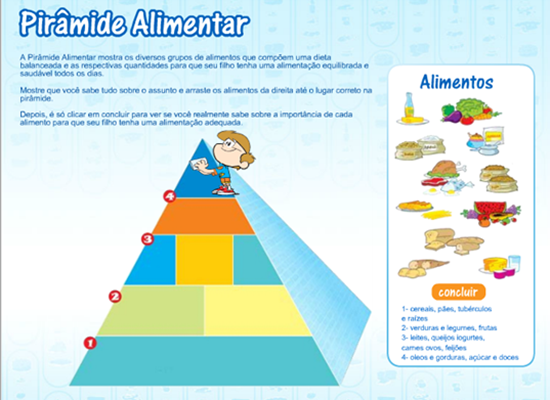 Pirâmide Alimentar
A Pirâmide Alimentar mostra os diversos grupos de alimentos que compõem uma dieta
balanceada e as respectivas quantidades para que seu filho tenha uma alimentação equilibrada e
saudável todos os dias.
Mostre que você sabe tudo sobre o assunto e arraste os alimentos da direita até o lugar correto na
pirâmide.
Depois, é só clicar em concluir para ver se você realmente sabe sobre a importância de cada
alimento para que seu filho tenha uma alimentação adequada.
Alimentos
4
3
2
1
concluir
1- cereais, pães, tubérculos
e raízes
2- verduras e legumes, frutas
3- leites, queijos iogurtes,
carnes ovos, feijões
4- oleos e gorduras, açúcar e doces